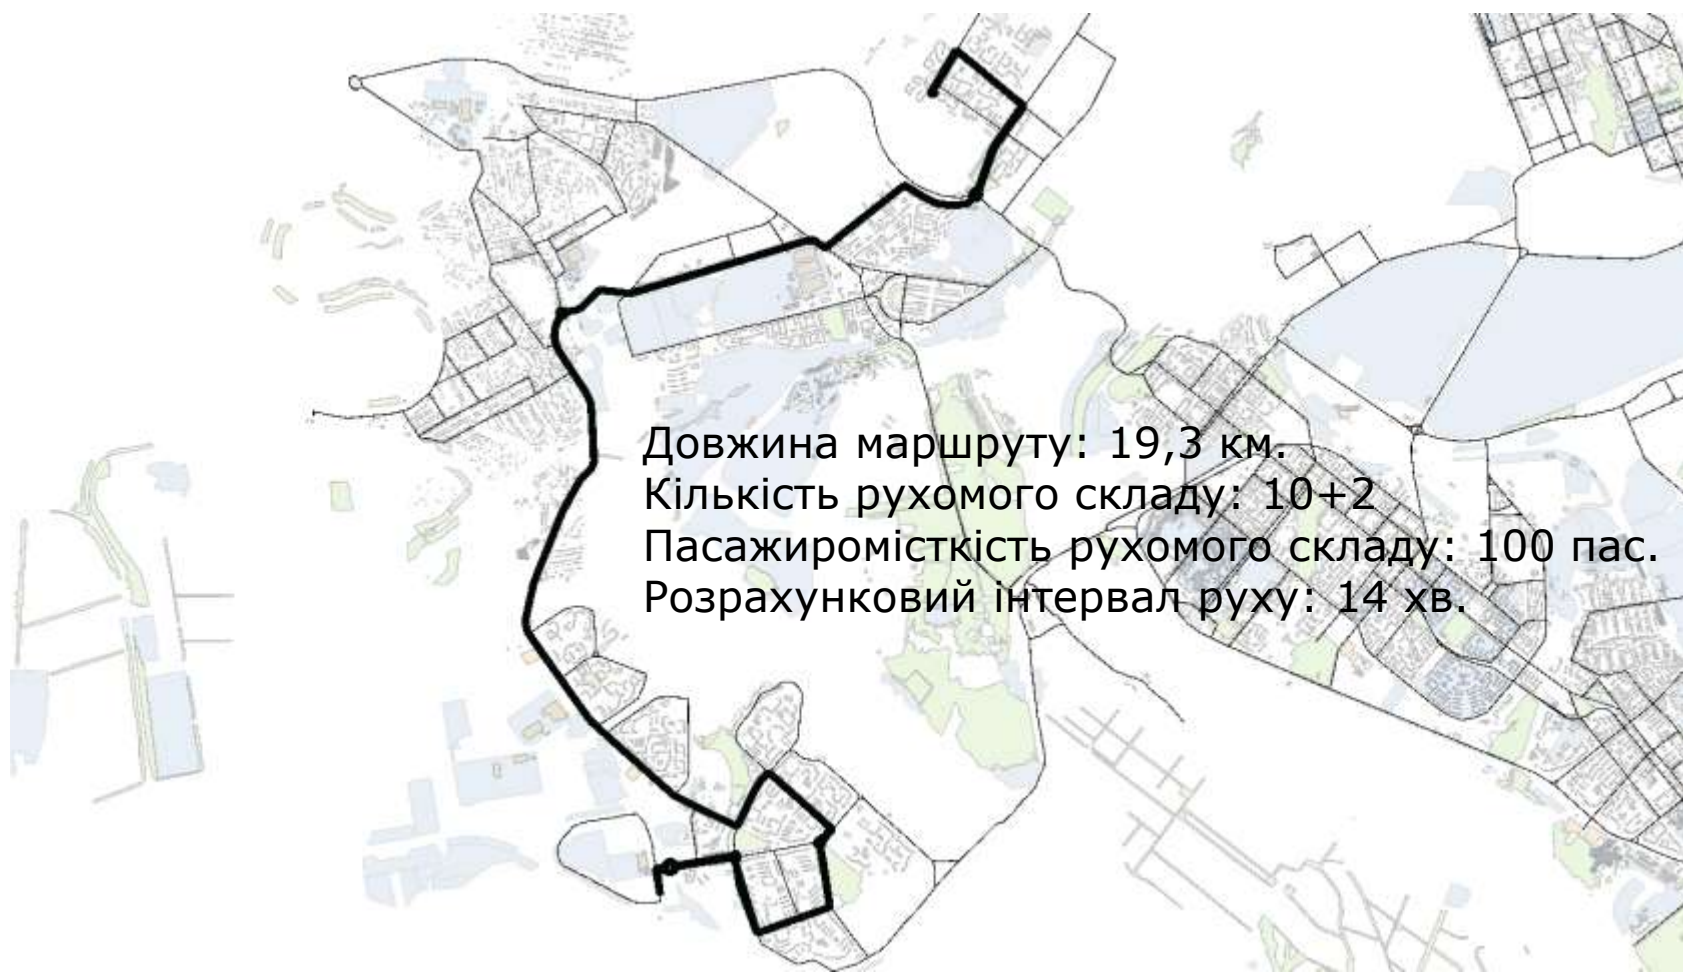 Довжина маршруту: 19,3 км.
Кількість рухомого складу: 10+2
Пасажиромісткість рухомого складу: 100 пас.
Розрахунковий інтервал руху: 14 хв.